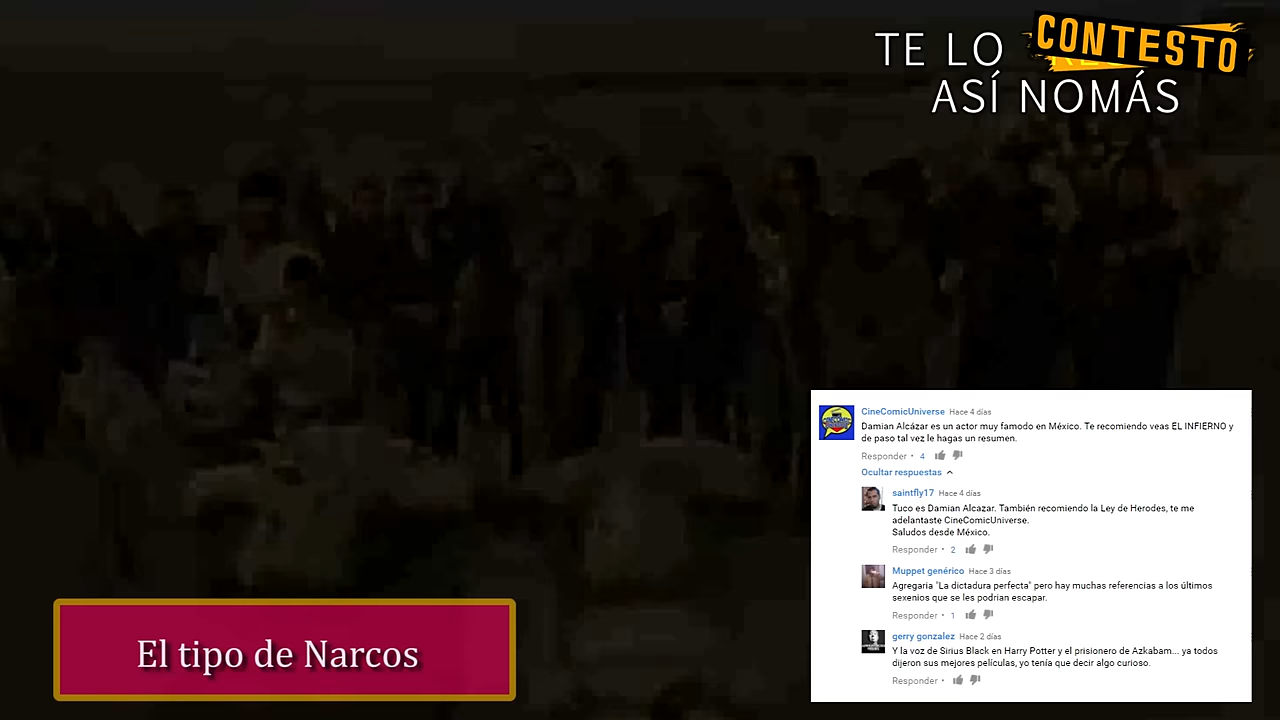 TE LO CONTESTO
ASÍ NOMÁS
CineComicUniverse Hace 4 días
Damian Alcázar es un actor muy famodo en México. Te recomiendo veas EL INFIERNO y
de paso tal vez le hagas un resumen.
Responder • 4
Ocultar respuestas
saintfly17 Hace 4 días
Tuco es Damian Alcazar. También recomiendo la Ley de Herodes, te me
adelantaste CineComicUniverse.
Saludos desde México.
Responder • 2
Muppet genérico Hace 3 días
Agregaria "La dictadura perfecta" pero hay muchas referencias a los últimos
sexenios que se les podrían escapar.
Responder • 1
gerry gonzalez Hace 2 días
Y la voz de Sirius Black en Harry Potter y el prisionero de Azkabam... ya todos
dijeron sus mejores películas, yo tenía que decir algo curioso.
Responder •
El tipo de Narcos